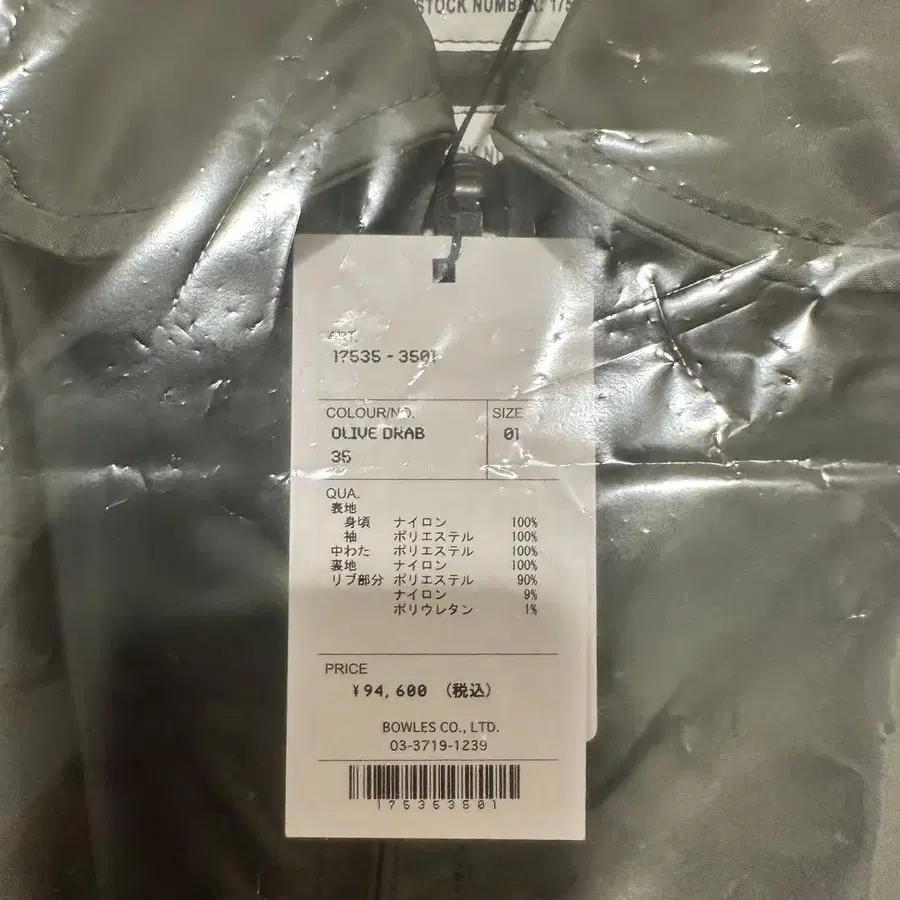 STOCK NUMBER: 175
ART.
17535 - 3501
COLOUR/NO.
OLIVE DRAB
35
SIZE
01
QUA.
表地
身頃 ナイロン 100%
袖 ポリエステル 100%
中わた ポリエステル 100%
裏地 ナイロン 100%
リブ部分 ポリエステル 90%
ナイロン 9%
ポリウレタン 1%
PRICE
¥94,600 (税込)
BOWLES CO., LTD.
03-3719-1239
175353501